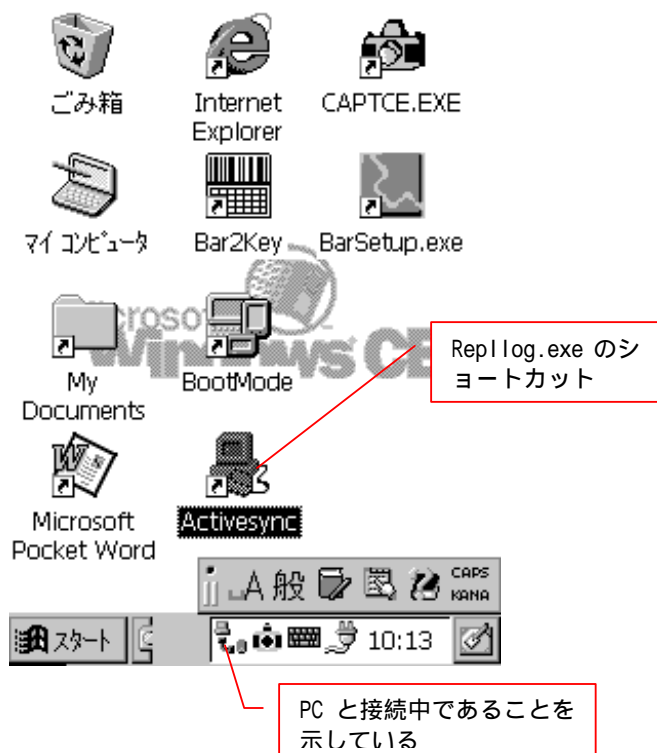 ごみ箱
Internet
Explorer
CAPTCE.EXE
マイ コンピュータ
Bar2Key
BarSetup.exe
Microsoft
Windows CE
My
Documents
BootMode
Repllog.exe のシ
ョートカット
Microsoft
Pocket Word
Activesync
A 般
CAPS
KANA
スタート
10:13
PC と接続中であることを
示している